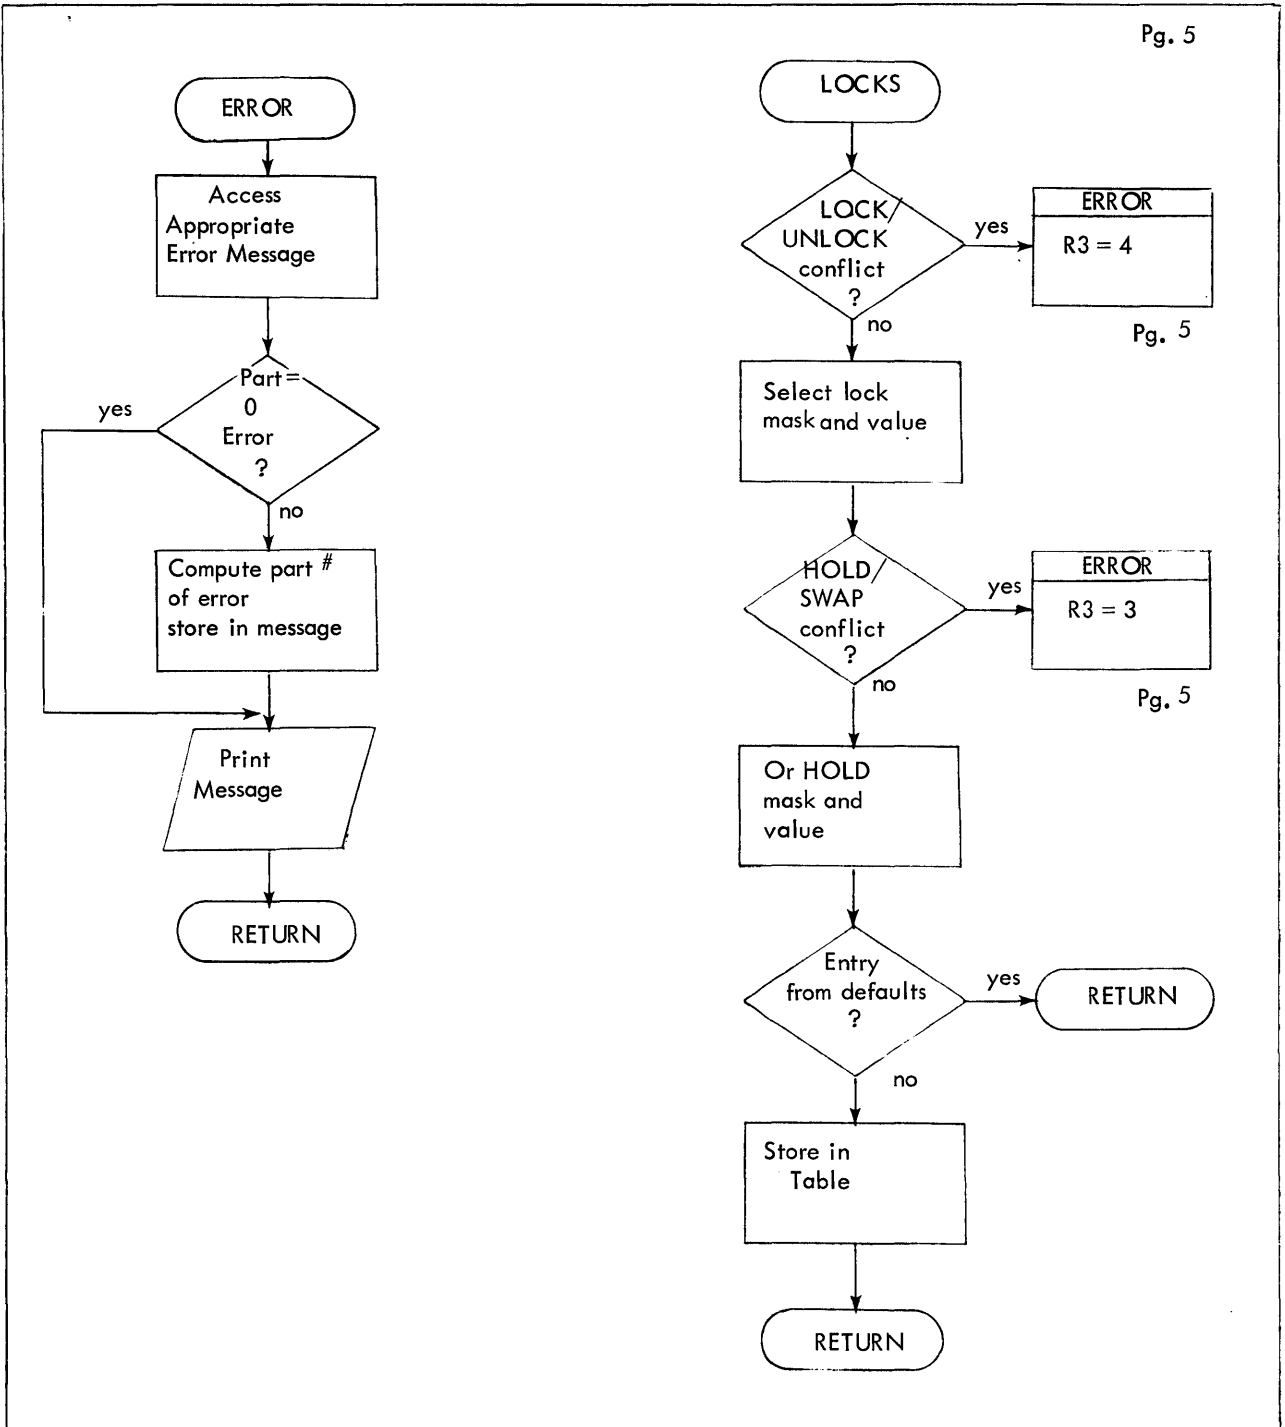 Pg. 5
ERROR
Access
Appropriate
Error Message
Part=
0
Error
?
yes
no
Compute part #
of error
store in message
Print
Message
RETURN
LOCKS
LOCK/
UNLOCK
conflict
?
yes
ERROR
R3 = 4
Pg. 5
no
Select lock
mask and value
HOLD/
SWAP
conflict
?
yes
ERROR
R3 = 3
Pg. 5
no
Or HOLD
mask and
value
Entry
from defaults
?
yes
RETURN
no
Store in
Table
RETURN